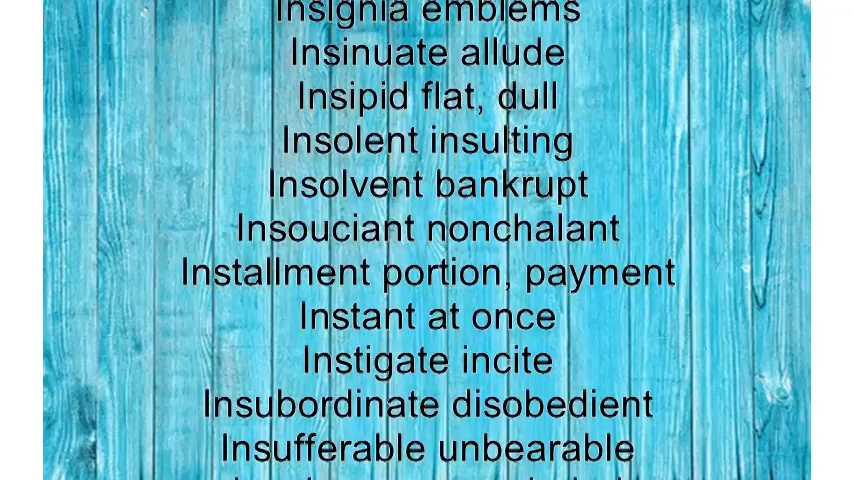 Insignia emblems
Insinuate allude
Insipid flat, dull
Insolent insulting
Insolvent bankrupt
Insouciant nonchalant
Installment portion, payment
Instant at once
Instigate incite
Insubordinate disobedient
Insufferable unbearable